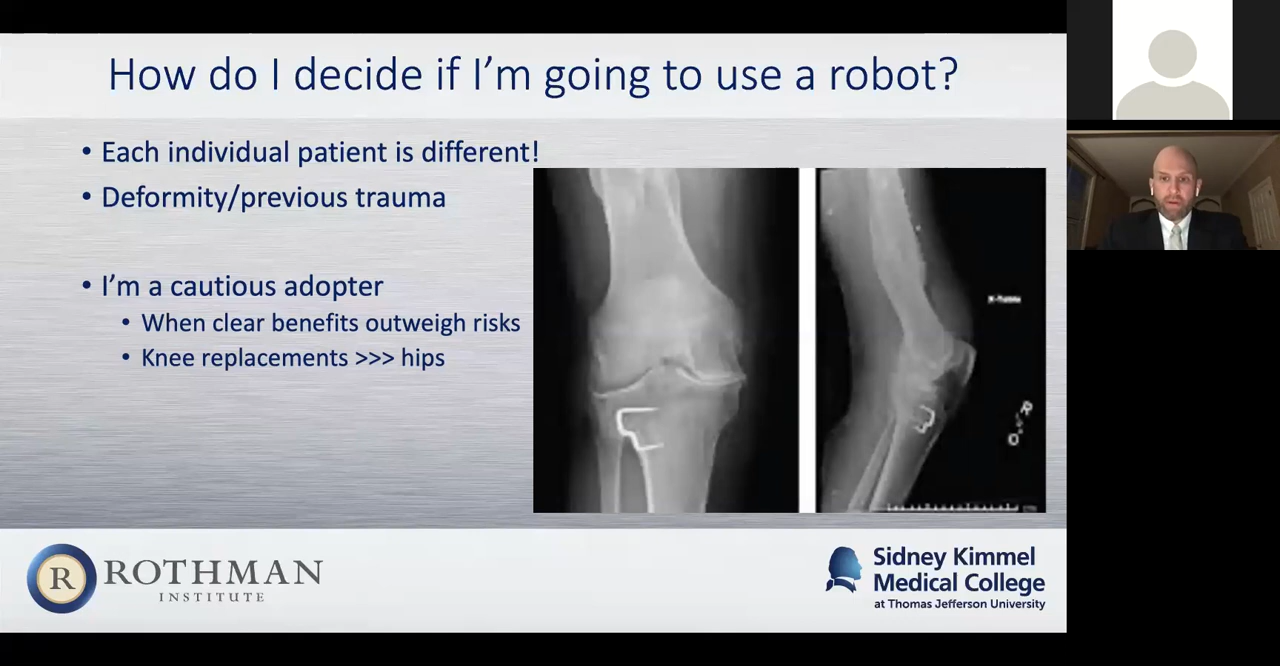 How do I decide if I'm going to use a robot?
• Each individual patient is different!
• Deformity/previous trauma
• I'm a cautious adopter
• When clear benefits outweigh risks
• Knee replacements >>> hips
R
R
ROTHMAN
INSTITUTE
Sidney Kimmel
Medical College
at Thomas Jefferson University